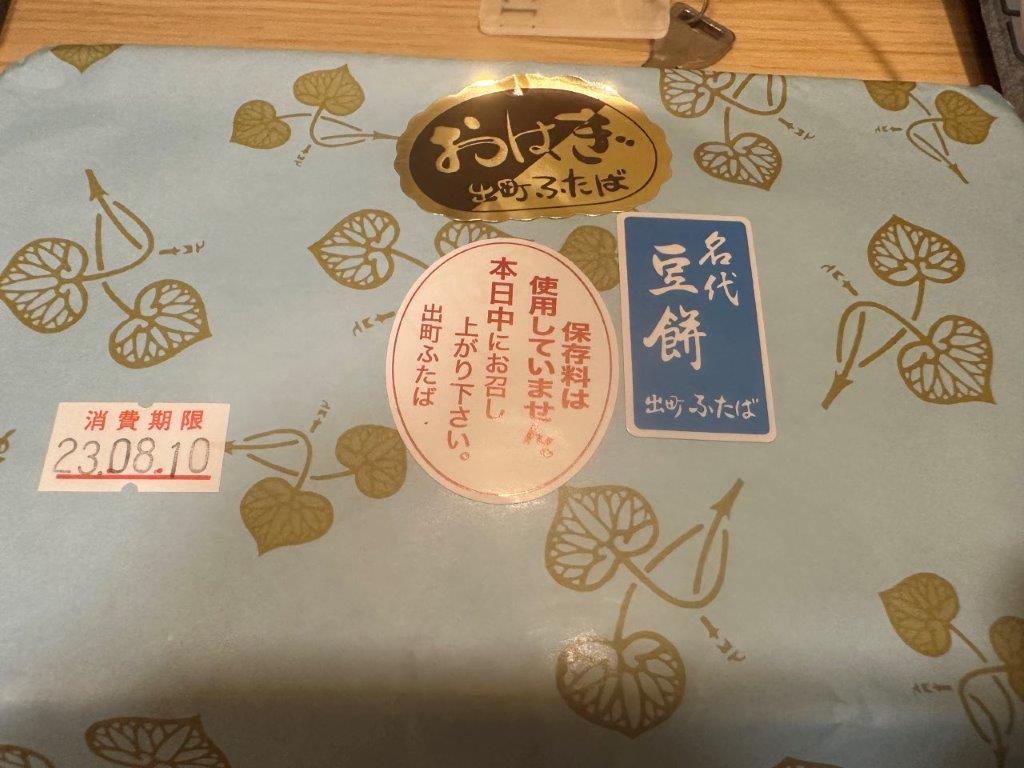 おはぎ
出町ふたば
名代
豆餅
出町ふたば
保存料は
使用していません。
本日中にお召し
上がり下さい。
出町ふたば
消費期限
23.08.10